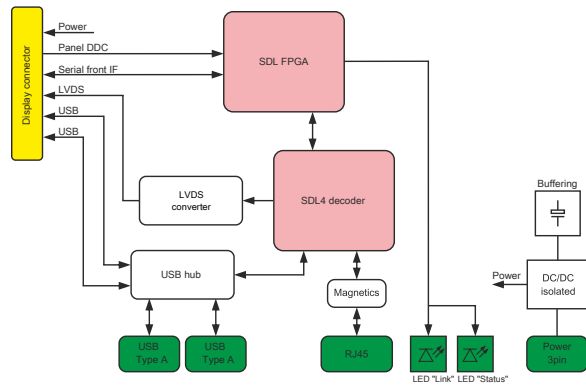 Display connector
Power
Panel DDC
Serial front IF
LVDS
USB
USB
SDL FPGA
SDL4 decoder
LVDS
converter
USB hub
Magnetics
USB
Type A
USB
Type A
RJ45
LED "Link"
LED "Status"
Buffering
DC/DC
isolated
Power
Power
3pin